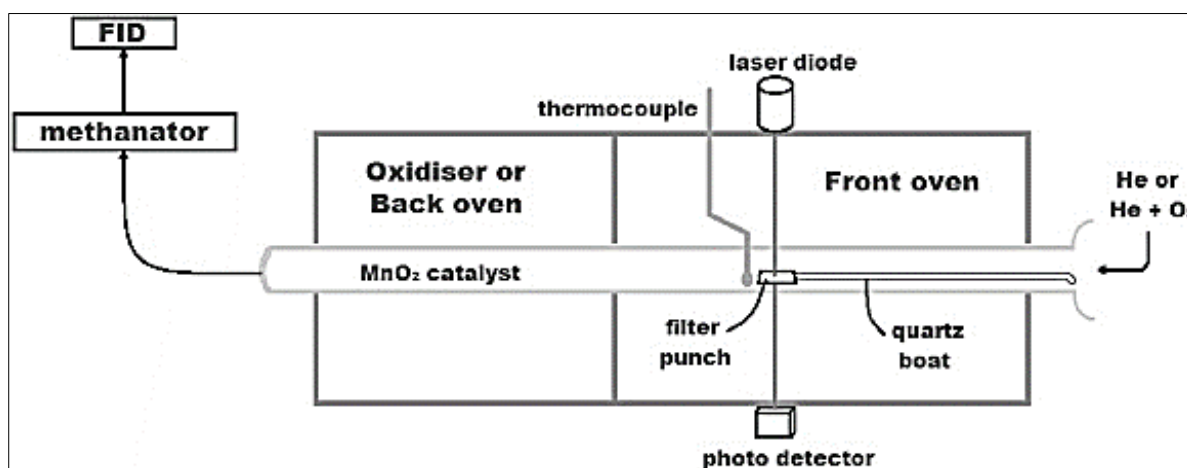 FID
methanator
laser diode
thermocouple
Oxidiser or
Back oven
Front oven
He or
He + O
MnO₂ catalyst
filter
punch
quartz
boat
photo detector